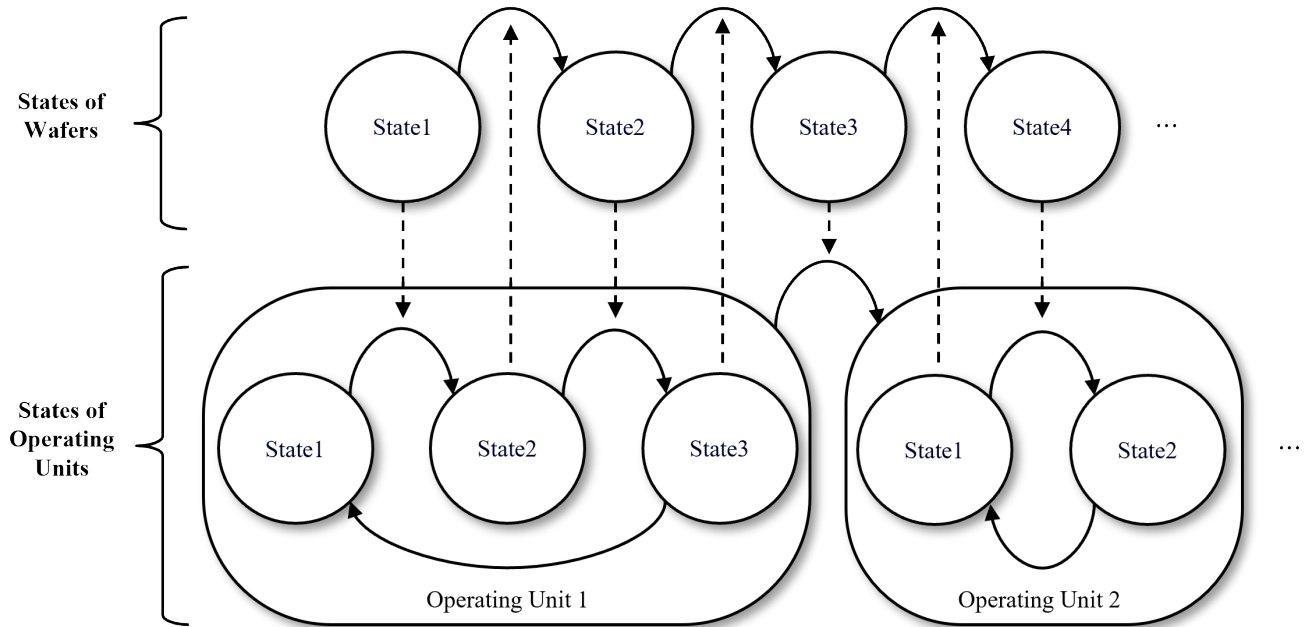 States of
Wafers
State1
State2
State3
State4
...
States of
Operating
Units
State1
State2
State3
State1
State2
...
Operating Unit 1
Operating Unit 2